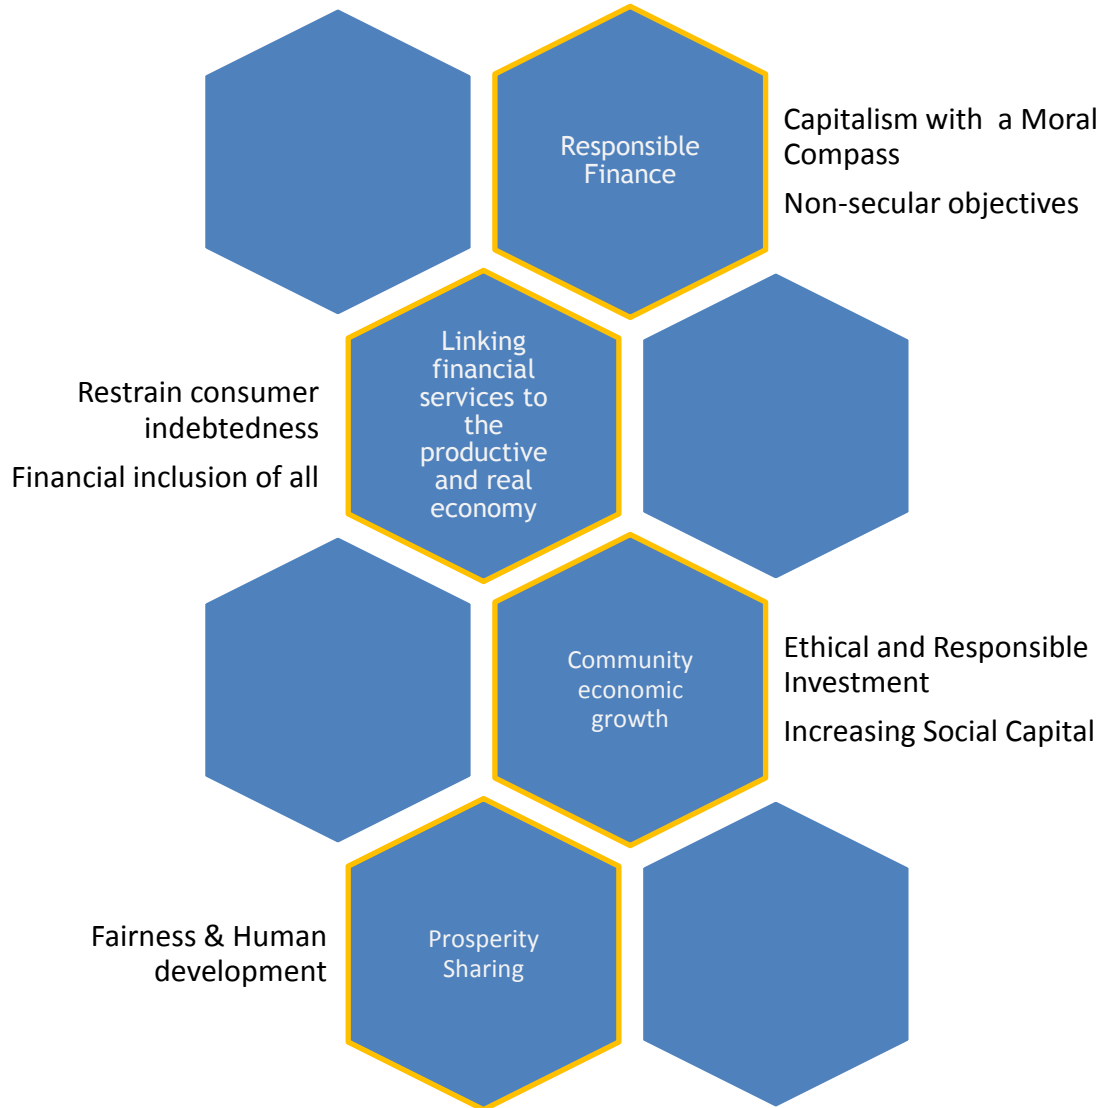 Responsible
Finance
Capitalism with  a Moral
Compass
Non-secular objectives
Linking
financial
services to
the
productive
and real
economy
Restrain consumer
indebtedness
Financial inclusion of all
Community
economic
growth
Ethical and Responsible
Investment
Increasing Social Capital
Prosperity
Sharing
Fairness & Human
development